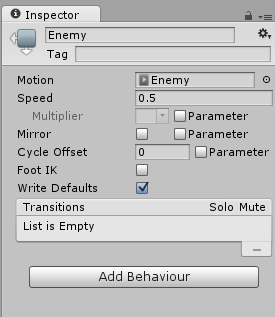 Inspector
Enemy
Tag
Motion Enemy
Speed 0.5
Multiplier Parameter
Mirror Parameter
Cycle Offset 0 Parameter
Foot IK
Write Defaults
Transitions Solo Mute
List is Empty
Add Behaviour